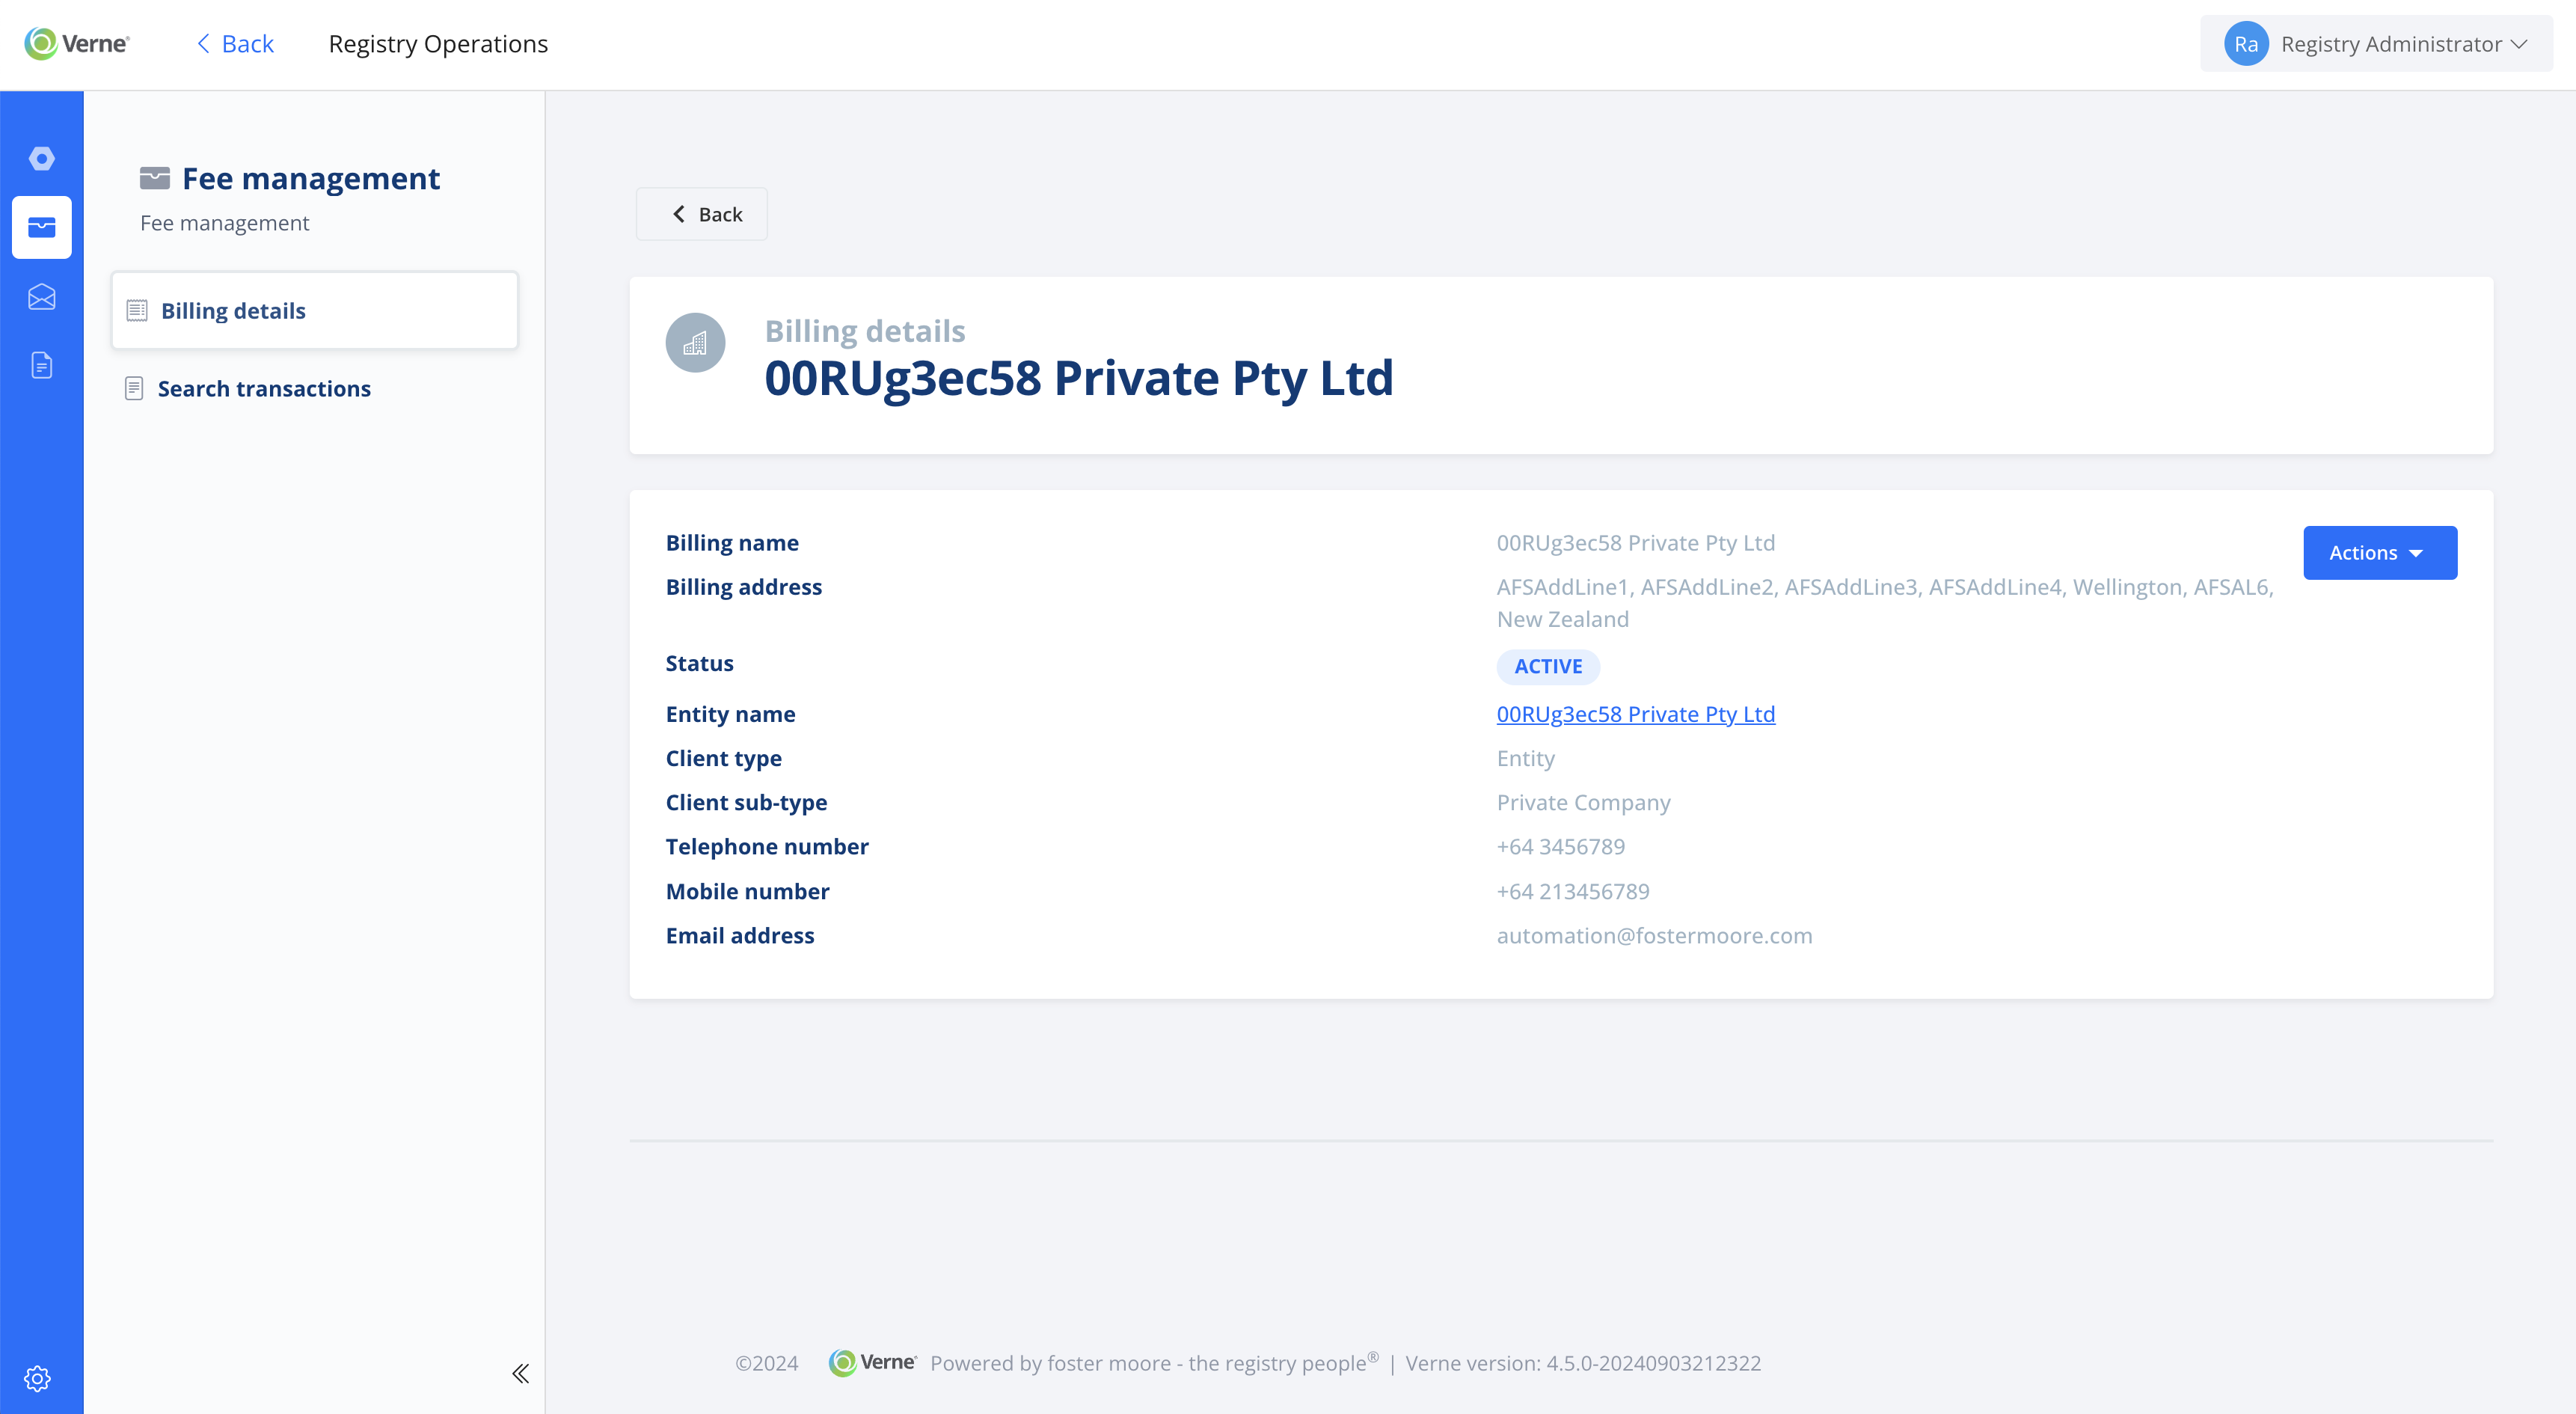 Verne®
Back
Registry Operations
Ra
Registry Administrator
Fee management
Fee management
Billing details
Search transactions
Back
Billing details
00RUg3ec58 Private Pty Ltd
Billing name
00RUg3ec58 Private Pty Ltd
Actions
Billing address
AFSAddLine1, AFSAddLine2, AFSAddLine3, AFSAddLine4, Wellington, AFSAL6,
New Zealand
Status
ACTIVE
Entity name
00RUg3ec58 Private Pty Ltd
Client type
Entity
Client sub-type
Private Company
Telephone number
+64 3456789
Mobile number
+64 213456789
Email address
automation@fostermoore.com
©2024 Verne® Powered by foster moore - the registry people® | Verne version: 4.5.0-20240903212322